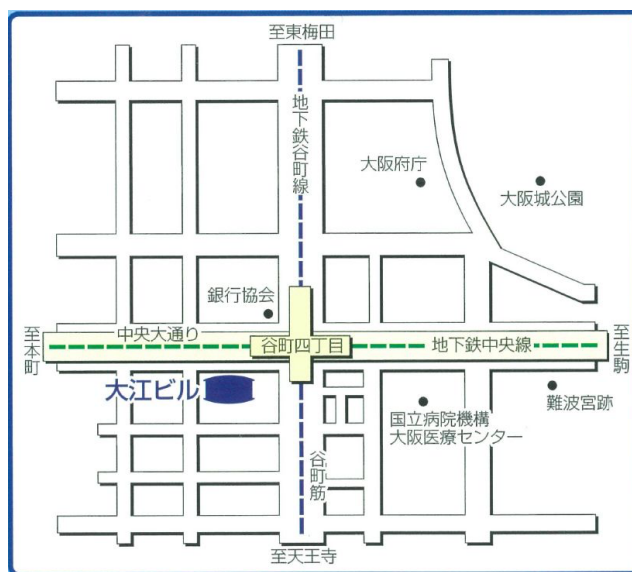 至東梅田
地下鉄谷町線
大阪府庁
大阪城公園
銀行協会
至本町
中央大通り
谷町四丁目
地下鉄中央線
至生駒
大江ビル
国立病院機構
大阪医療センター
難波宮跡
谷町筋
至天王寺